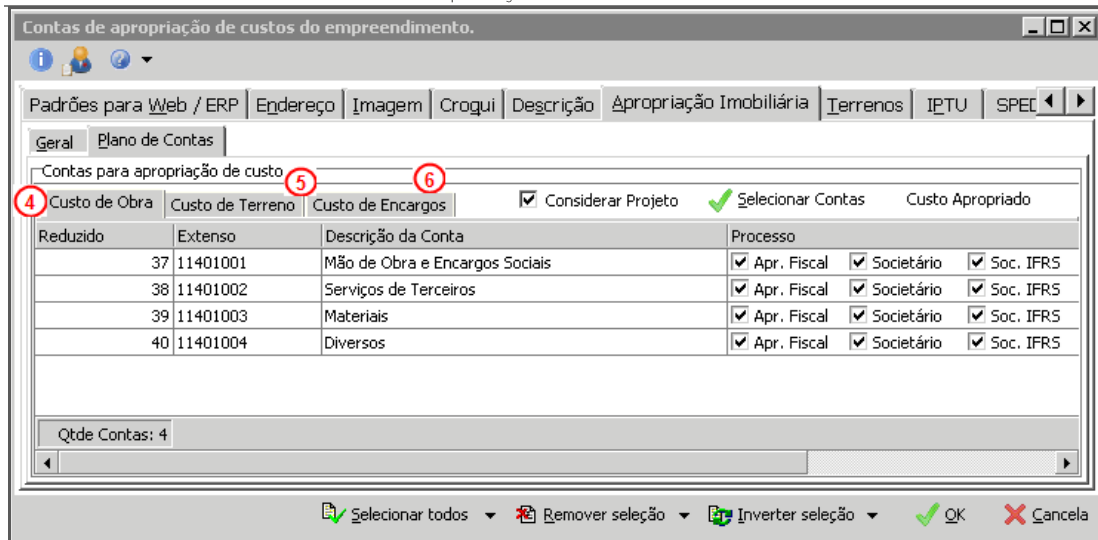 Contas de apropriação de custos do empreendimento.
Padrões para Web / ERP Endereço Imagem Croqui Descrição Apropriação Imobiliária Terrenos IPTU SPED
Geral Plano de Contas
Contas para apropriação de custo
4 Custo de Obra 5 Custo de Terreno 6 Custo de Encargos Considerar Projeto Selecionar Contas Custo Apropriado
Reduzido Extenso Descrição da Conta Processo
37 11401001 Mão de Obra e Encargos Sociais Apr. Fiscal Societário Soc. IFRS
38 11401002 Serviços de Terceiros Apr. Fiscal Societário Soc. IFRS
39 11401003 Materiais Apr. Fiscal Societário Soc. IFRS
40 11401004 Diversos Apr. Fiscal Societário Soc. IFRS
Qtde Contas: 4
Selecionar todos Remover seleção Inverter seleção OK Cancela